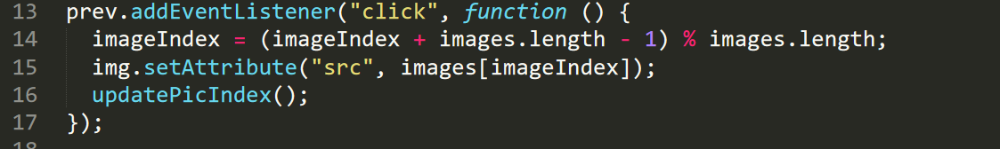 13 prev.addEventListener("click", function () {
14   imageIndex = (imageIndex + images.length - 1) % images.length;
15   img.setAttribute("src", images[imageIndex]);
16   updatePicIndex();
17 });
18